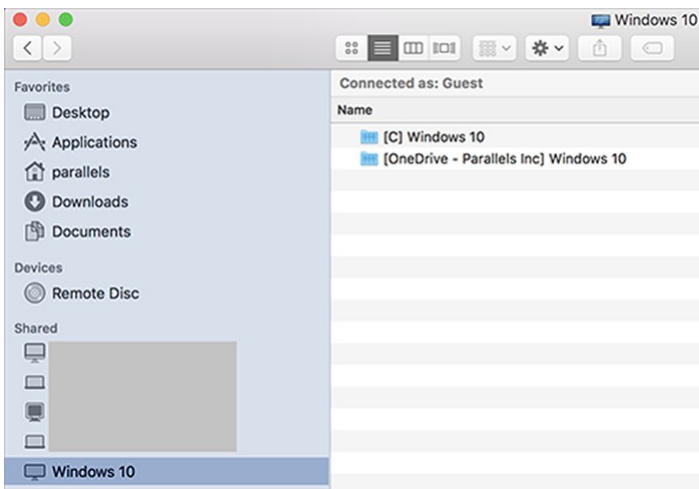 Windows 10
Favorites
Desktop
Applications
parallels
Downloads
Documents
Devices
Remote Disc
Shared
Windows 10
Connected as: Guest
Name
[C] Windows 10
[OneDrive - Parallels Inc] Windows 10